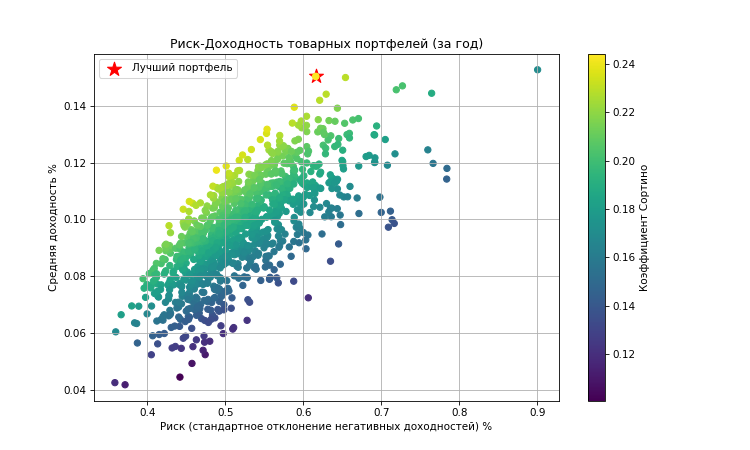 Риск-Доходность товарных портфелей (за год)
Лучший портфель
Средняя доходность %
0.14
0.12
0.10
0.08
0.06
0.04
0.4 0.5 0.6 0.7 0.8 0.9
Риск (стандартное отклонение негативных доходностей) %
0.24
0.22
0.20
0.18
0.16
0.14
0.12
Коэффициент Сортино